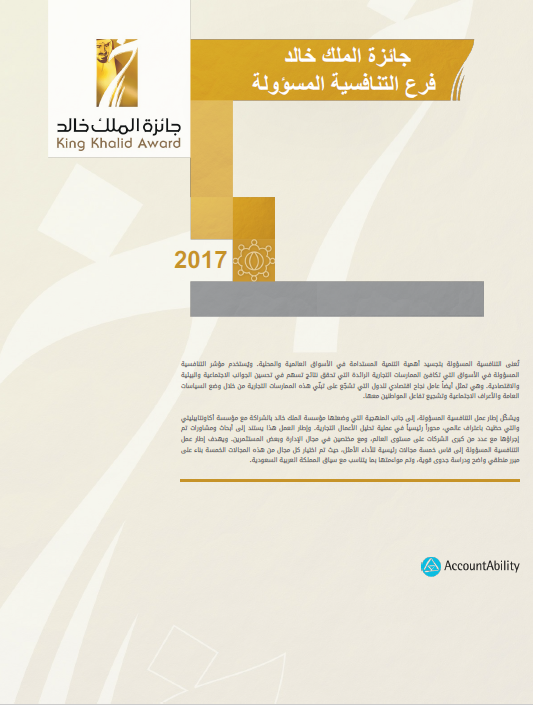 جائزة الملك خالد
فرع التنافسية المسؤولة
جائزة الملك خالد
King Khalid Award
2017
تُعنى التنافسية المسؤولة بتجسيد أهمية التنمية المستدامة في الأسواق العالمية والمحلية. ويُستخدم مؤشر التنافسية
المسؤولة في الأسواق التي تكافئ الممارسات التجارية الرائدة التي تحقق نتائج تسهم في تحسين الجوانب الاجتماعية والبيئية
والاقتصادية. وهي تمثل أيضاً عامل نجاح اقتصادي للدول التي تشجّع على تبنّي هذه الممارسات التجارية من خلال وضع السياسات
العامة والأعراف الاجتماعية وتشجيع تفاعل المواطنين معها.
ويشكّل إطار عمل التنافسية المسؤولة، إلى جانب المنهجية التي وضعتها مؤسسة الملك خالد بالشراكة مع مؤسسة أكاونتابيليتي
والتي حظيت باعتراف عالمي، محوراً رئيسياً في عملية تحليل الأعمال التجارية. وإطار العمل هذا يستند إلى أبحاث ومشاورات تم
إجراؤها مع عدد من كبرى الشركات على مستوى العالم، ومع مختصين في مجال الإدارة وبعض المستثمرين. ويهدف إطار عمل
التنافسية المسؤولة إلى قاس خمسة مجالات رئيسية للأداء الأمثل، حيث تم اختيار كل مجال من هذه المجالات الخمسة بناء على
مبرر منطقي واضح ودراسة جدوى قوية، وتم مواءمتها بما يتناسب مع سياق المملكة العربية السعودية.
AccountAbility